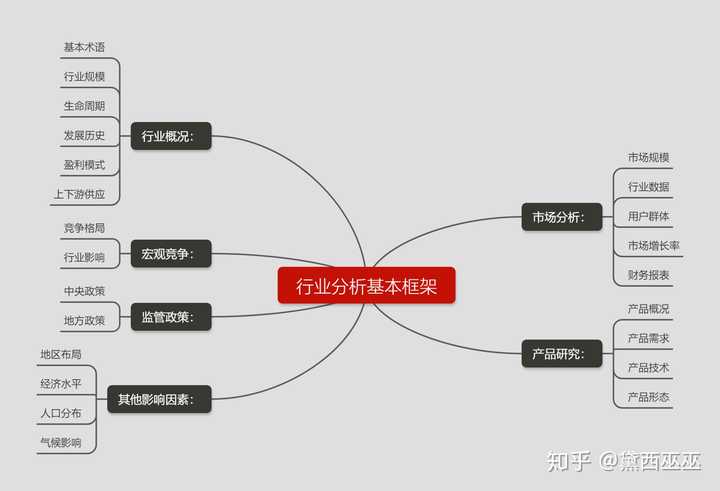 行业分析基本框架
行业概况：
基本术语
行业规模
生命周期
发展历史
盈利模式
上下游供应
宏观竞争：
竞争格局
行业影响
监管政策：
中央政策
地方政策
其他影响因素：
地区布局
经济水平
人口分布
气候影响
市场分析：
市场规模
行业数据
用户群体
市场增长率
财务报表
产品研究：
产品概况
产品需求
产品技术
产品形态
知乎 @黛西巫巫